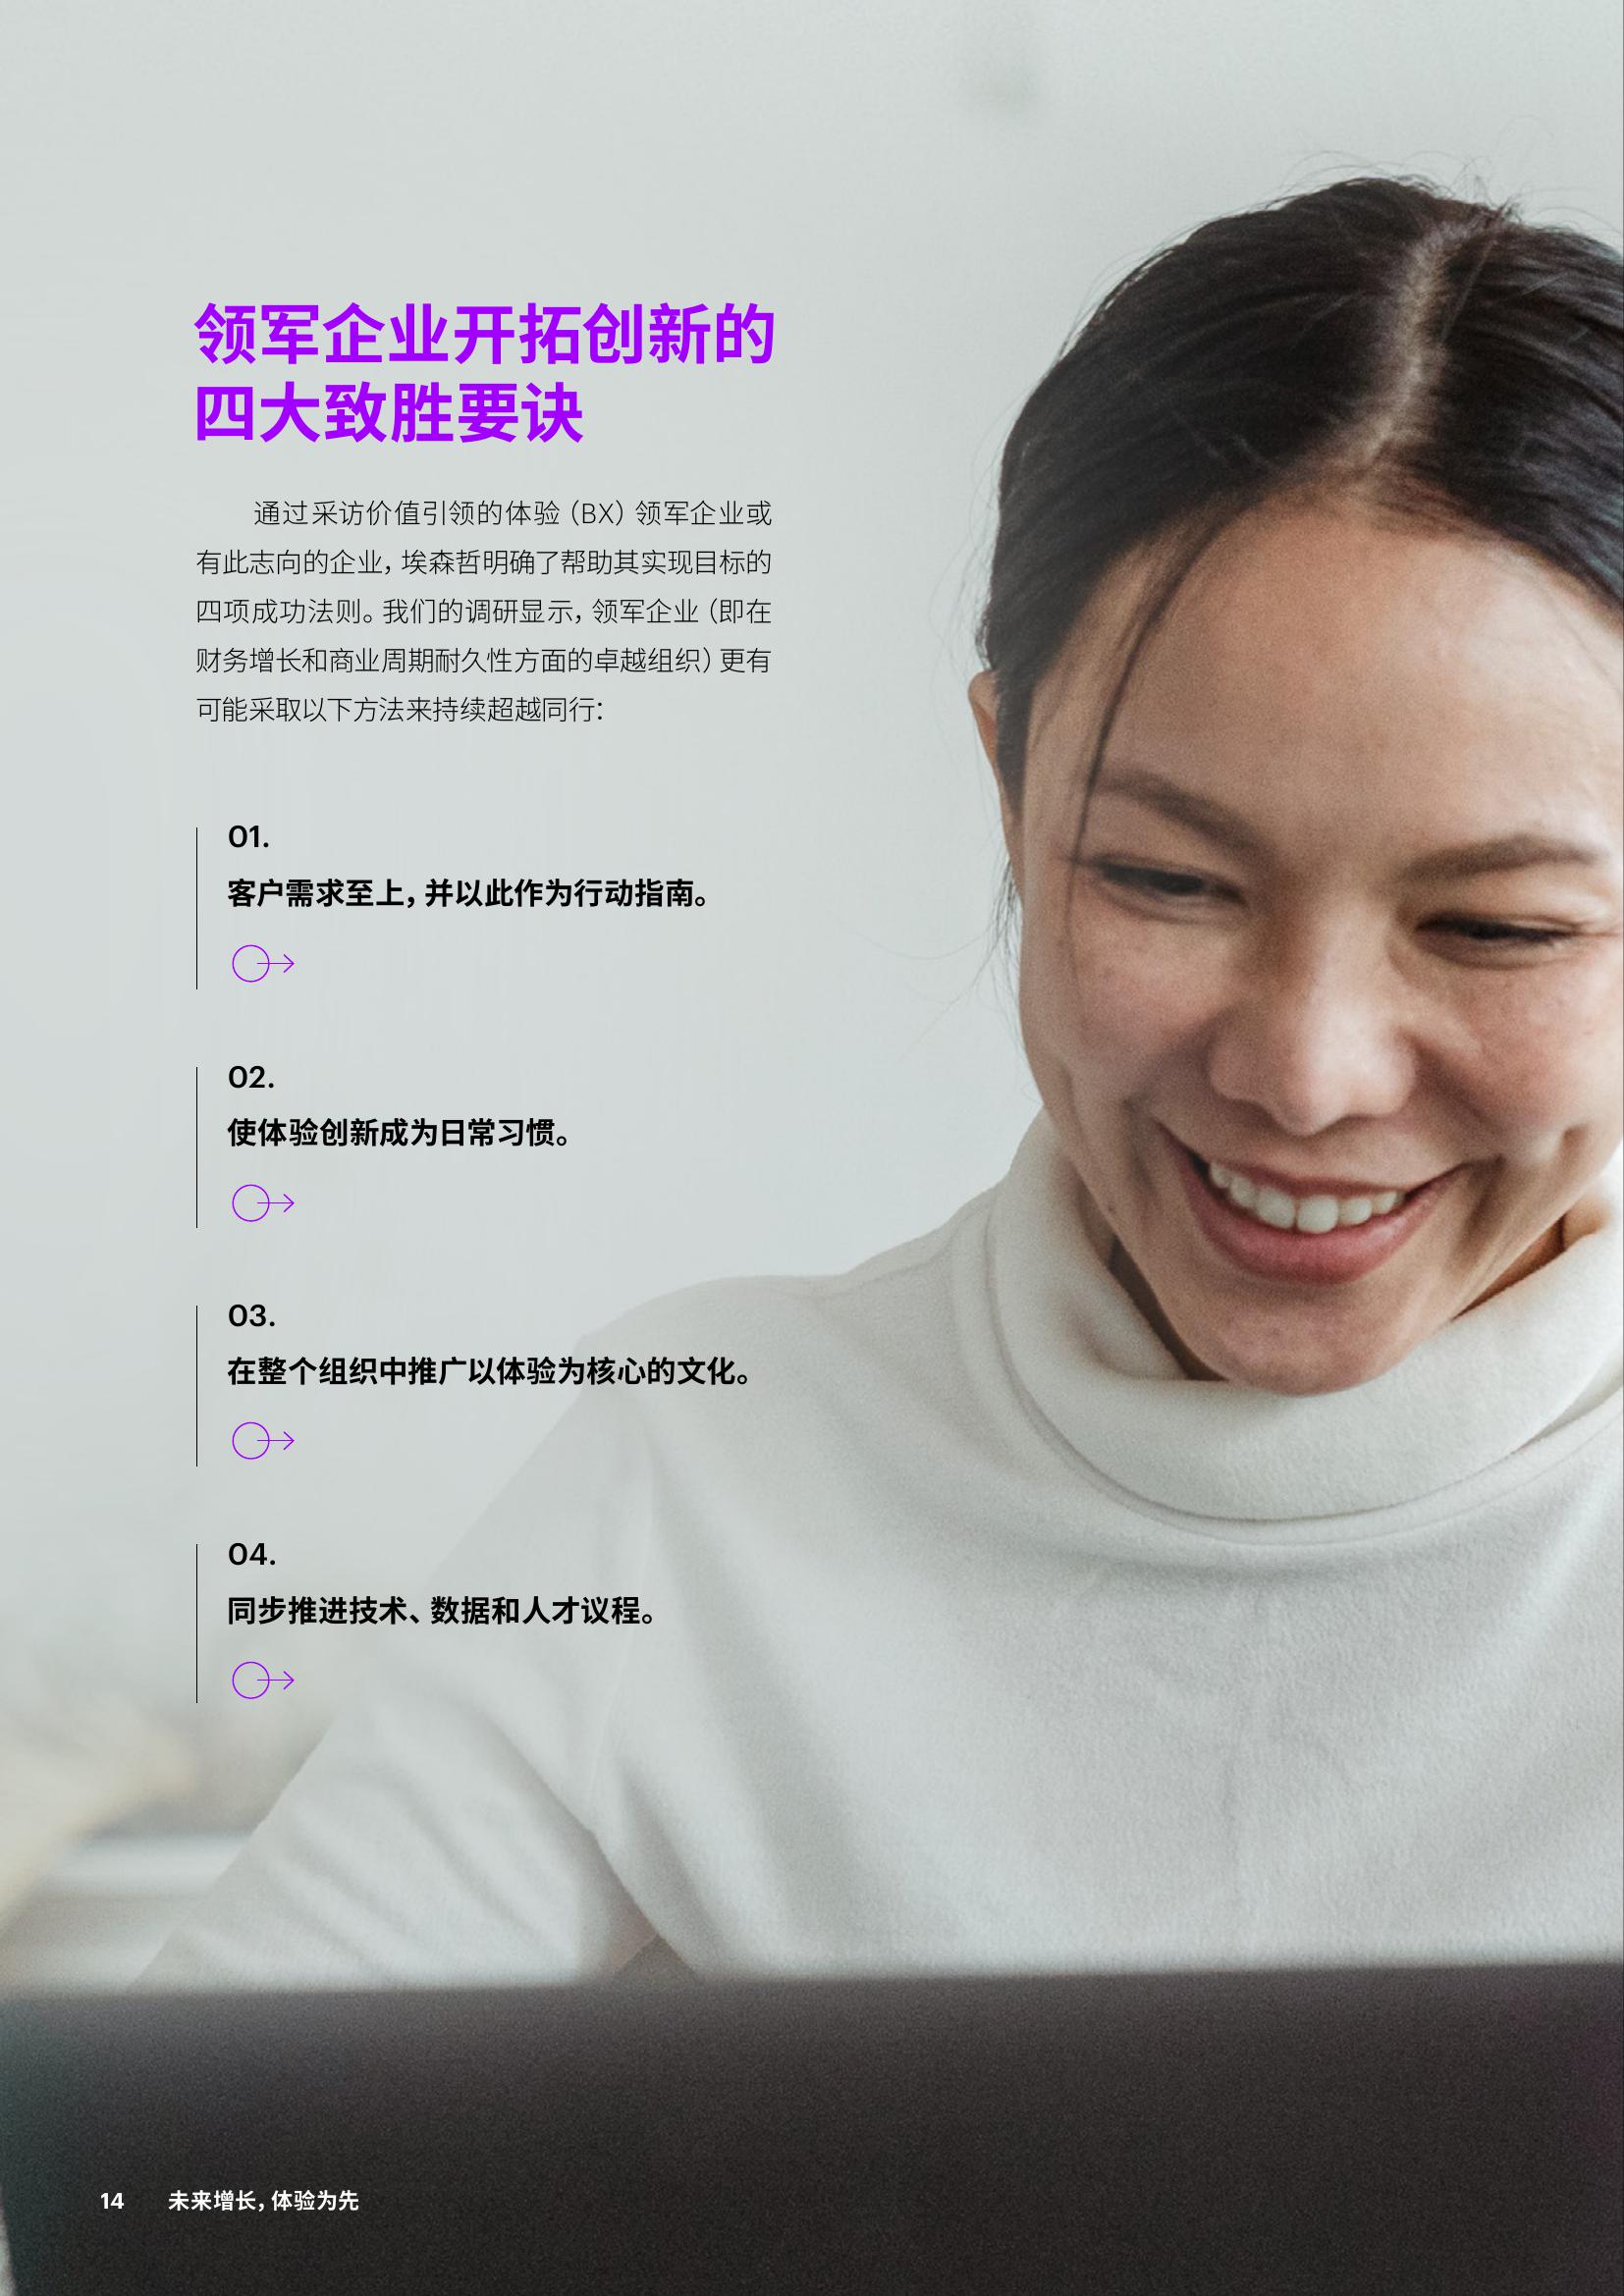 领军企业开拓创新的
四大致胜要诀
通过采访价值引领的体验（BX）领军企业或
有此志向的企业，埃森哲明确了帮助其实现目标的
四项成功法则。我们的调研显示，领军企业（即在
财务增长和商业周期耐久性方面的卓越组织）更有
可能采取以下方法来持续超越同行：
01.
客户需求至上，并以此作为行动指南。
02.
使体验创新成为日常习惯。
03.
在整个组织中推广以体验为核心的文化。
04.
同步推进技术、数据和人才议程。
14 未来增长，体验为先